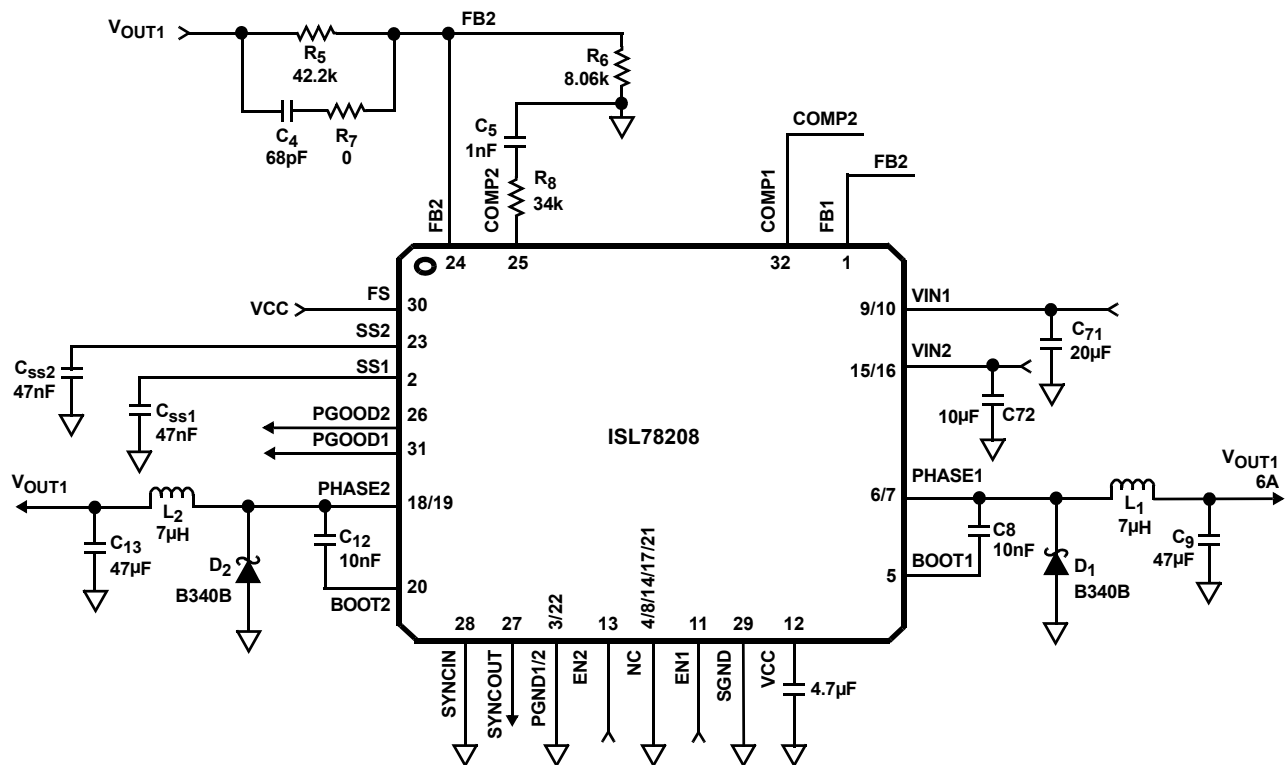 VOUT1
FB2
R5
42.2k
C4
68pF
R7
0
R6
8.06k
C5
1nF
R8
34k
COMP2
FB2
COMP2
FB2
COMP1
FB1
24
25
32
1
VCC
FS
30
SS2
23
Css2
47nF
SS1
2
Css1
47nF
PGOOD2
26
PGOOD1
31
ISL78208
9/10
VIN1
C71
20µF
15/16
VIN2
10µF
C72
VOUT1
L2
7µH
PHASE2
18/19
C13
47µF
D2
B340B
C12
10nF
20
BOOT2
6/7
PHASE1
L1
7µH
VOUT1
6A
C8
10nF
C9
47µF
5
BOOT1
D1
B340B
28
27
3/22
13
4/8/14/17/21
11
29
12
SYNCIN
SYNCOUT
PGND1/2
EN2
NC
EN1
SGND
VCC
4.7µF